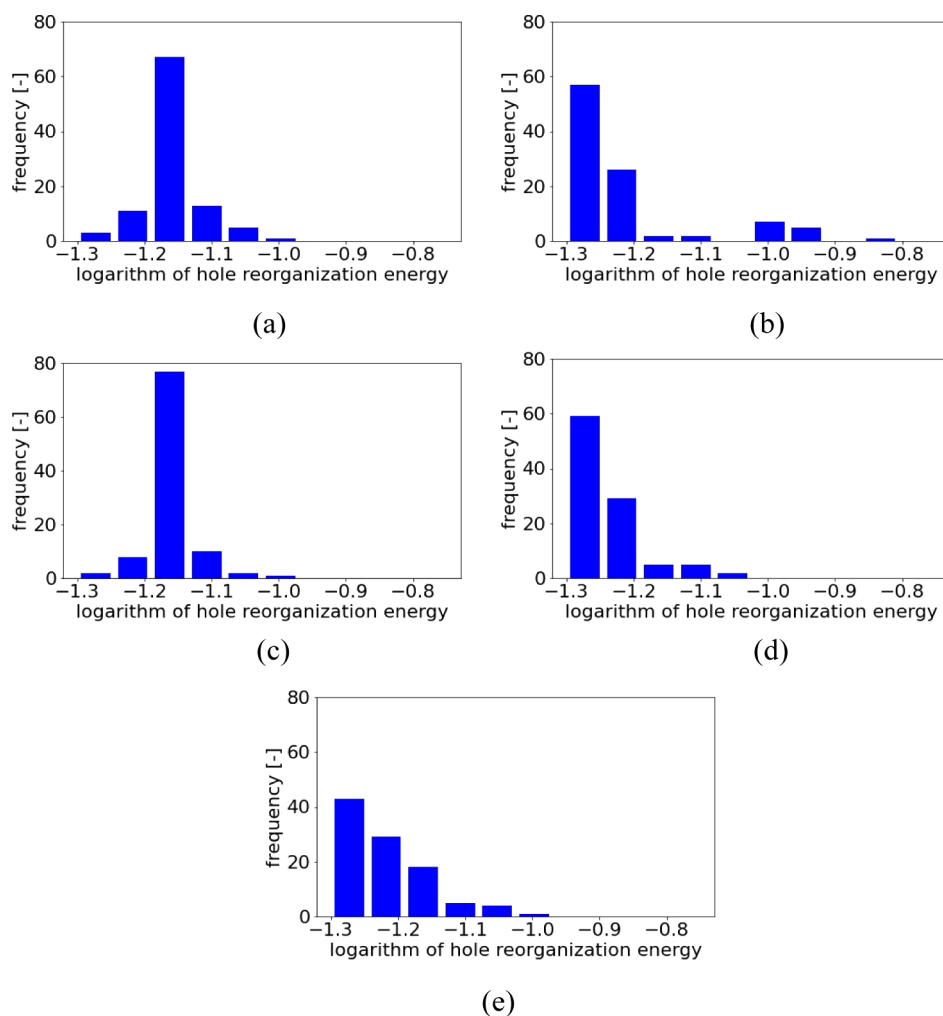 80
60
40
20
0
frequency [-]
−1.3 −1.2 −1.1 −1.0 −0.9 −0.8
logarithm of hole reorganization energy
(a)
80
60
40
20
0
frequency [-]
−1.3 −1.2 −1.1 −1.0 −0.9 −0.8
logarithm of hole reorganization energy
(b)
80
60
40
20
0
frequency [-]
−1.3 −1.2 −1.1 −1.0 −0.9 −0.8
logarithm of hole reorganization energy
(c)
80
60
40
20
0
frequency [-]
−1.3 −1.2 −1.1 −1.0 −0.9 −0.8
logarithm of hole reorganization energy
(d)
80
60
40
20
0
frequency [-]
−1.3 −1.2 −1.1 −1.0 −0.9 −0.8
logarithm of hole reorganization energy
(e)